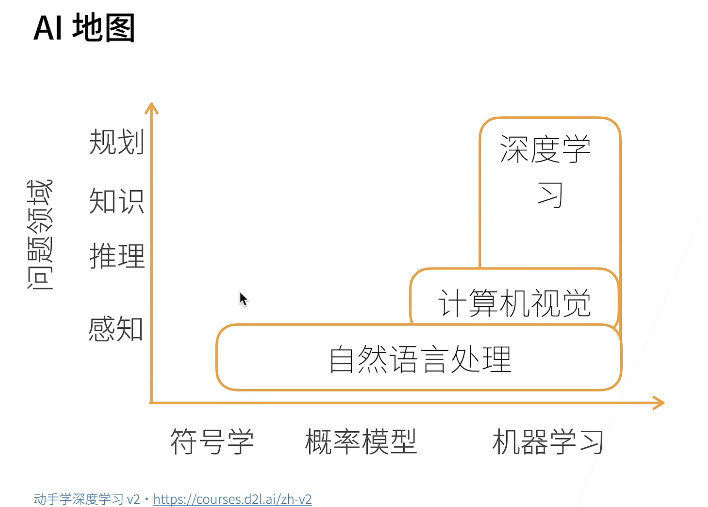 AI 地图
问题领域
规划
知识
推理
感知
深度学
习
计算机视觉
自然语言处理
符号学
概率模型
机器学习
动手学深度学习 v2 • https://courses.d2l.ai/zh-v2